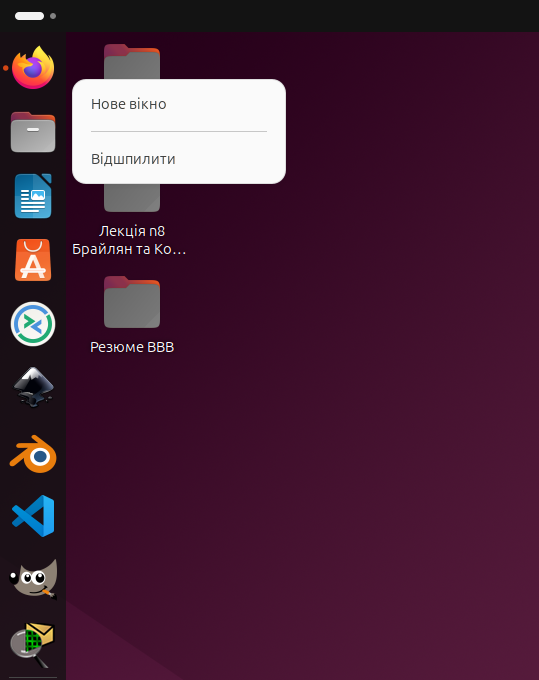 Нове вікно
Відшпилити
Лекція n8
Брайлян та Ко...
Резюме ВВВ